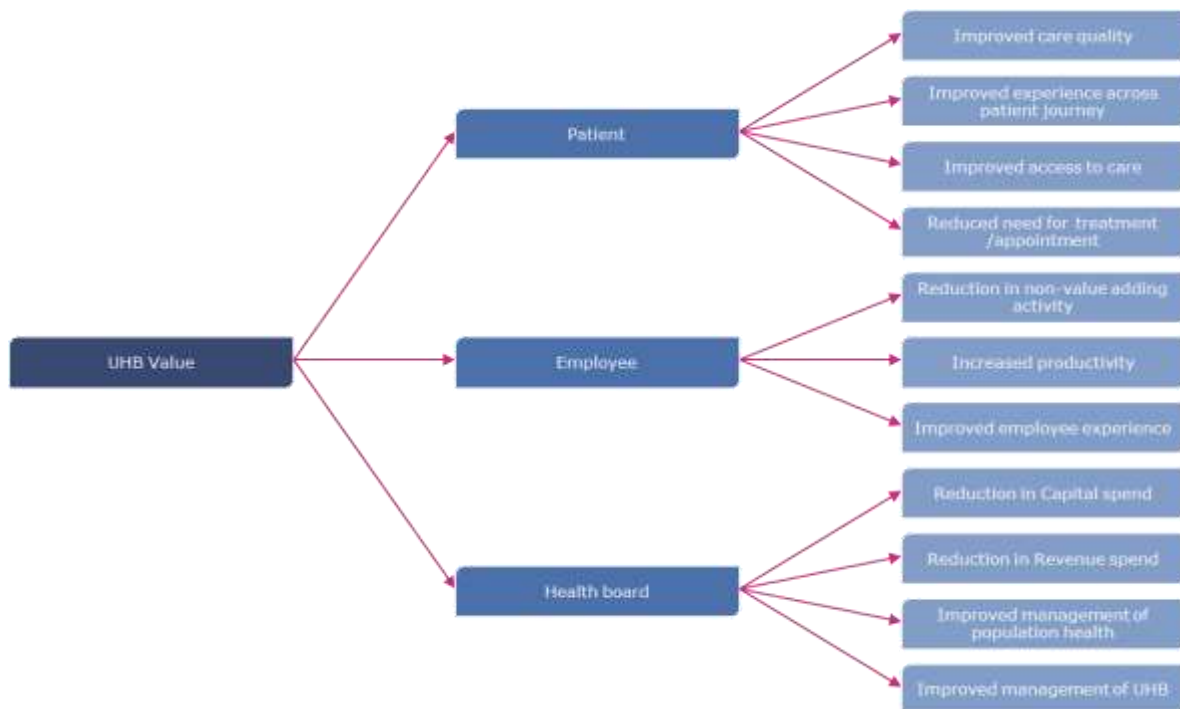 Improved care quality
Improved experience across
patient journey
Patient
Improved access to care
Reduced need for treatment
/appointment
Reduction in non-value adding
activity
UHB Value
Employee
Increased productivity
Improved employee experience
Reduction in Capital spend
Reduction in Revenue spend
Health board
Improved management of
population health
Improved management of UHB